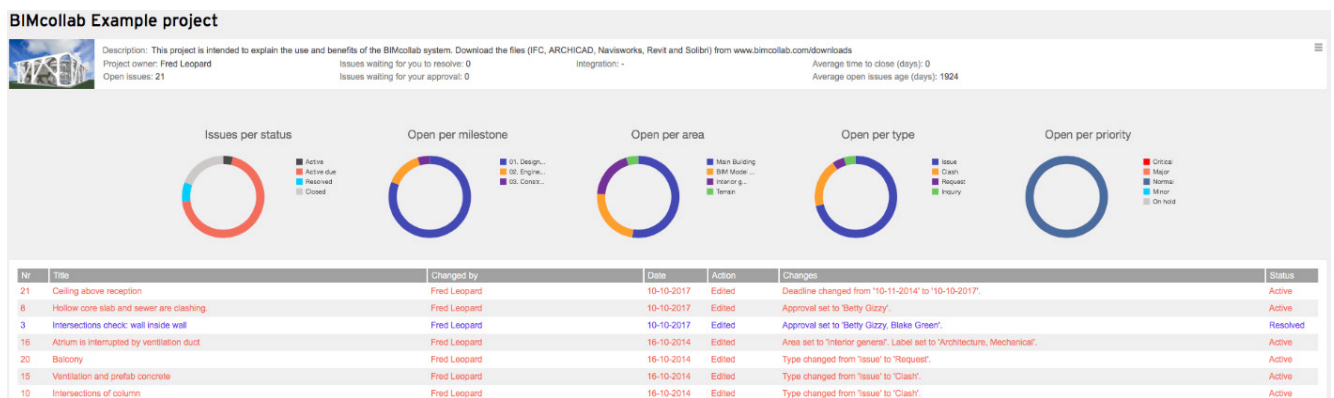 BIMcollab Example project
Description: This project is intended to explain the use and benefits of the BIMcollab system. Download the files (IFC, ARCHICAD, Navisworks, Revit and Solibri) from www.bimcollab.com/downloads
Project owner: Fred Leopard Issues waiting for you to resolve: 0 Integration: - Average time to close (days): 0
Open issues: 21 Issues waiting for your approval: 0 Average open issues age (days): 1924
Issues per status
Active
Active due
Resolved
Closed
Open per milestone
01. Design...
02. Engine...
03. Constr...
Open per area
Main Building
BIM Model ...
Interior g...
Terrain
Open per type
Issue
Clash
Request
Inquiry
Open per priority
Critical
Major
Normal
Minor
On hold
Nr Title Changed by Date Action Changes Status
21 Ceiling above reception Fred Leopard 10-10-2017 Edited Deadline changed from '10-11-2014' to '10-10-2017'. Active
8 Hollow core slab and sewer are clashing. Fred Leopard 10-10-2017 Edited Approval set to 'Betty Gizzy'. Active
3 Intersections check: wall inside wall Fred Leopard 10-10-2017 Edited Approval set to 'Betty Gizzy, Blake Green'. Resolved
16 Atrium is interrupted by ventilation duct Fred Leopard 16-10-2014 Edited Area set to 'Interior general'. Label set to 'Architecture, Mechanical'. Active
20 Balcony Fred Leopard 16-10-2014 Edited Type changed from 'Issue' to 'Request'. Active
15 Ventilation and prefab concrete Fred Leopard 16-10-2014 Edited Type changed from 'Issue' to 'Clash'. Active
10 Intersections of column Fred Leopard 16-10-2014 Edited Type changed from 'Issue' to 'Clash'. Active